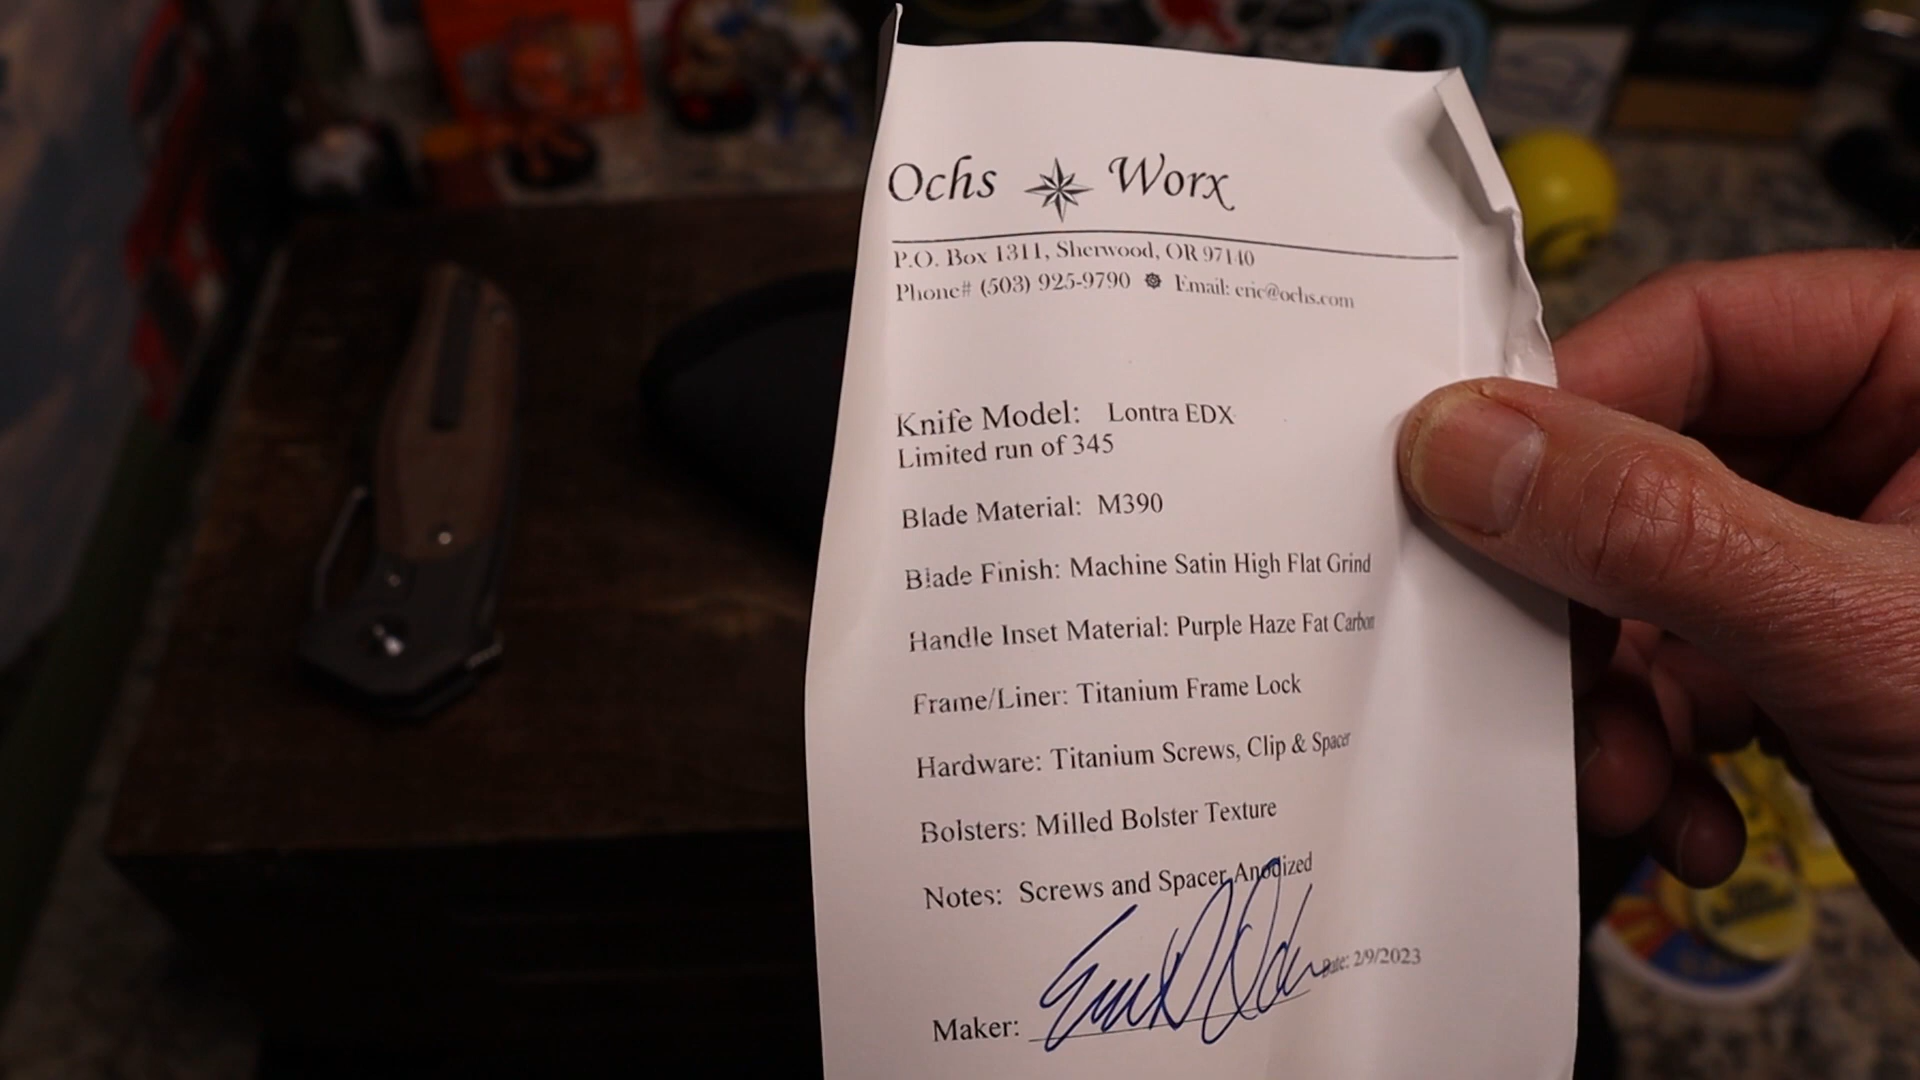 Ochs Worx
P.O. Box 1311, Sherwood, OR 97140
Phone# (503) 925-9790 Email: eric@ochs.com
Knife Model: Lontra EDX
Limited run of 345
Blade Material: M390
Blade Finish: Machine Satin High Flat Grind
Handle Inset Material: Purple Haze Fat Carbon
Frame/Liner: Titanium Frame Lock
Hardware: Titanium Screws, Clip & Spacer
Bolsters: Milled Bolster Texture
Notes: Screws and Spacer Anodized
Date: 2/9/2023
Maker: